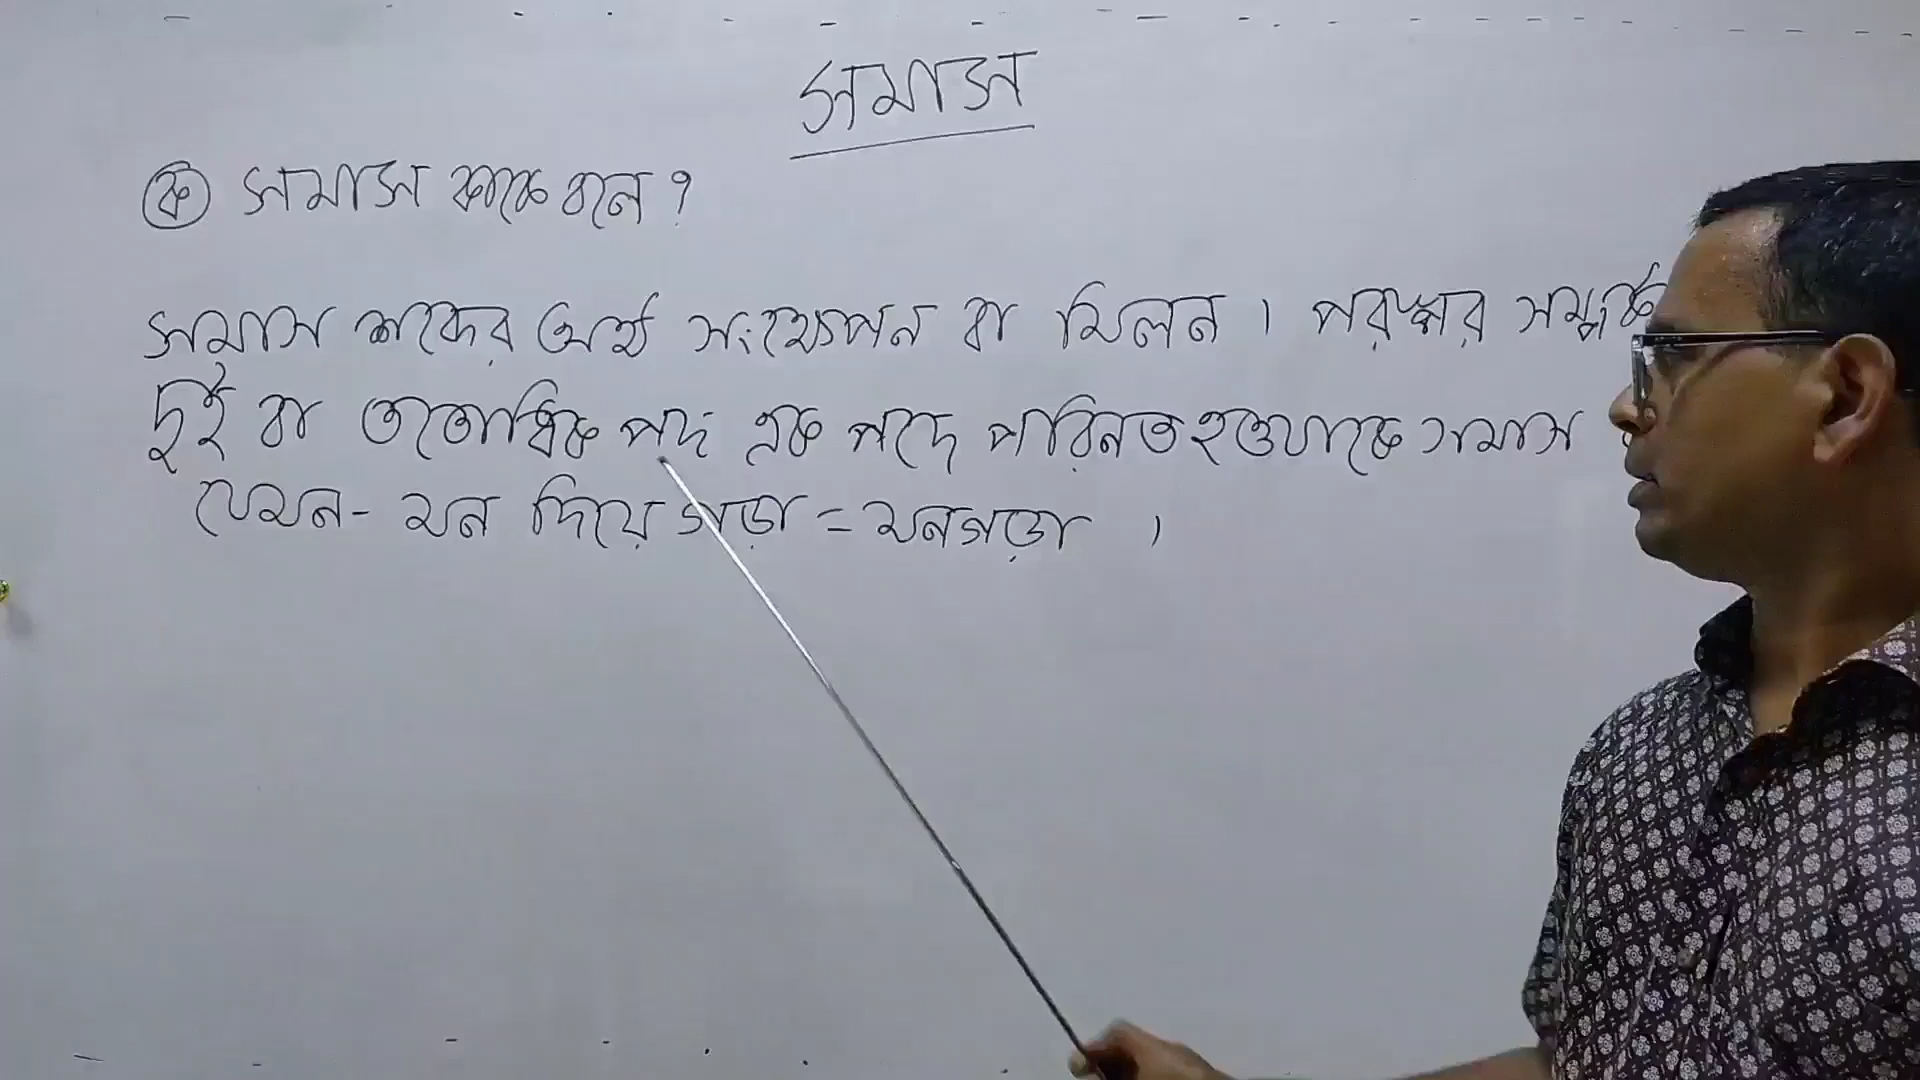 সমাস
ক সমাস কাকে বলে?
সমাস শব্দের অর্থ সংক্ষেপন বা মিলন। পরস্পর সম্পর্ক
দুই বা ততোধিক পদ এক পদে পরিনত হওয়াকে সমাস
যেমন- মন দিয়ে গড়া = মনগড়া ।